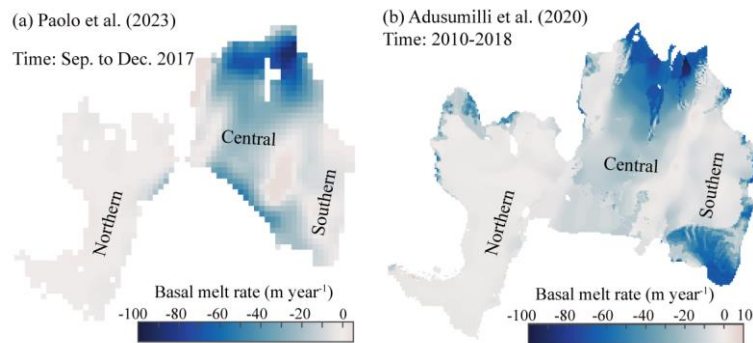 (a) Paolo et al. (2023)
Time: Sep. to Dec. 2017
Central
Northern
Southern
Basal melt rate (m year⁻¹)
-100 -80 -60 -40 -20 0
(b) Adusumilli et al. (2020)
Time: 2010-2018
Central
Northern
Southern
Basal melt rate (m year⁻¹)
-100 -80 -60 -40 -20 0 10